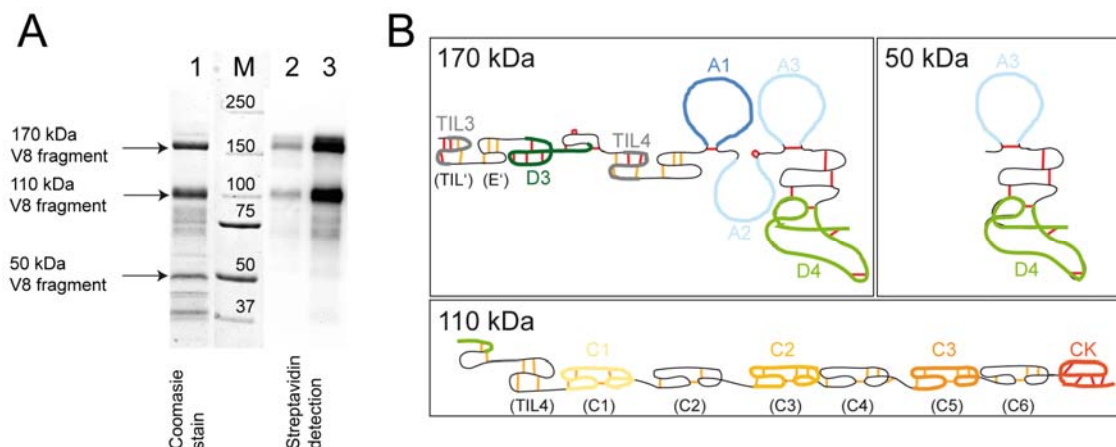 A
1 M 2 3
250
170 kDa
V8 fragment
150
110 kDa
V8 fragment
100
75
50 kDa
V8 fragment
50
37
Coomasie
stain
Streptavidin
detection
B
170 kDa
A1 A3
TIL3 TIL4
(TIL') (E') D3
A2
D4
50 kDa
A3
D4
110 kDa
C1 C2 C3 CK
(TIL4) (C1) (C2) (C3) (C4) (C5) (C6)